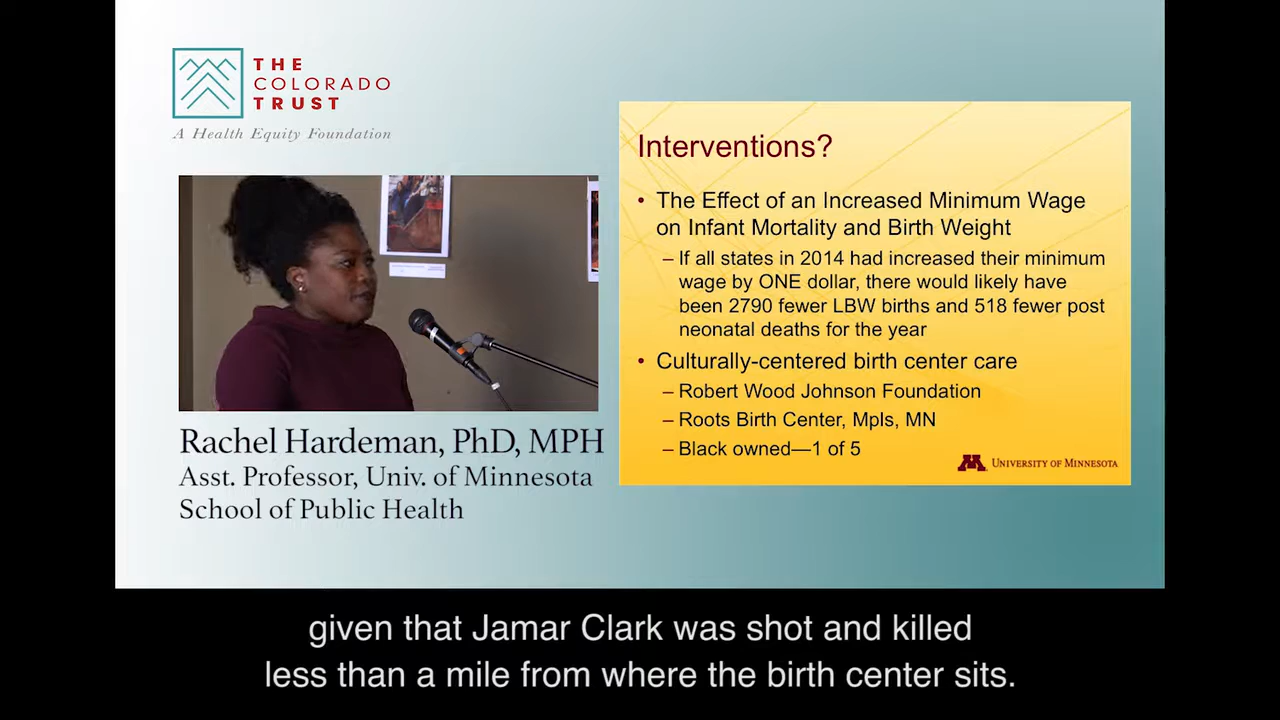 THE
COLORADO
TRUST
A Health Equity Foundation
Rachel Hardeman, PhD, MPH
Asst. Professor, Univ. of Minnesota
School of Public Health
Interventions?
• The Effect of an Increased Minimum Wage
on Infant Mortality and Birth Weight
– If all states in 2014 had increased their minimum
wage by ONE dollar, there would likely have
been 2790 fewer LBW births and 518 fewer post
neonatal deaths for the year
• Culturally-centered birth center care
– Robert Wood Johnson Foundation
– Roots Birth Center, Mpls, MN
– Black owned—1 of 5
M UNIVERSITY OF MINNESOTA
given that Jamar Clark was shot and killed
less than a mile from where the birth center sits.